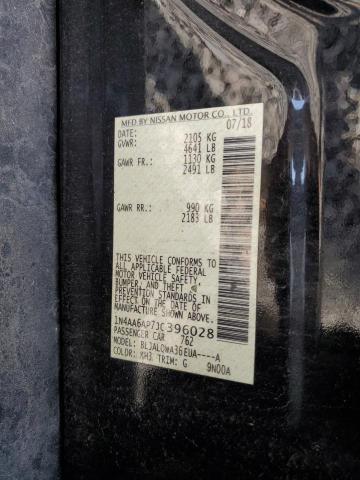 MFD BY NISSAN MOTOR CO., LTD.
DATE: 07/18
GVWR: 2105 KG
4641 LB
GAWR FR.: 1130 KG
2491 LB
GAWR RR.: 990 KG
2183 LB
THIS VEHICLE CONFORMS TO
ALL APPLICABLE FEDERAL
MOTOR VEHICLE SAFETY,
BUMPER, AND THEFT
PREVENTION STANDARDS IN
EFFECT ON THE DATE OF
MANUFACTURE SHOWN ABOVE.
1N4AA6AP7JC396028
PASSENGER CAR 762
MODEL: BLJALQWA36EUA----A
COLOR: KH3 TRIM: G 9N00A